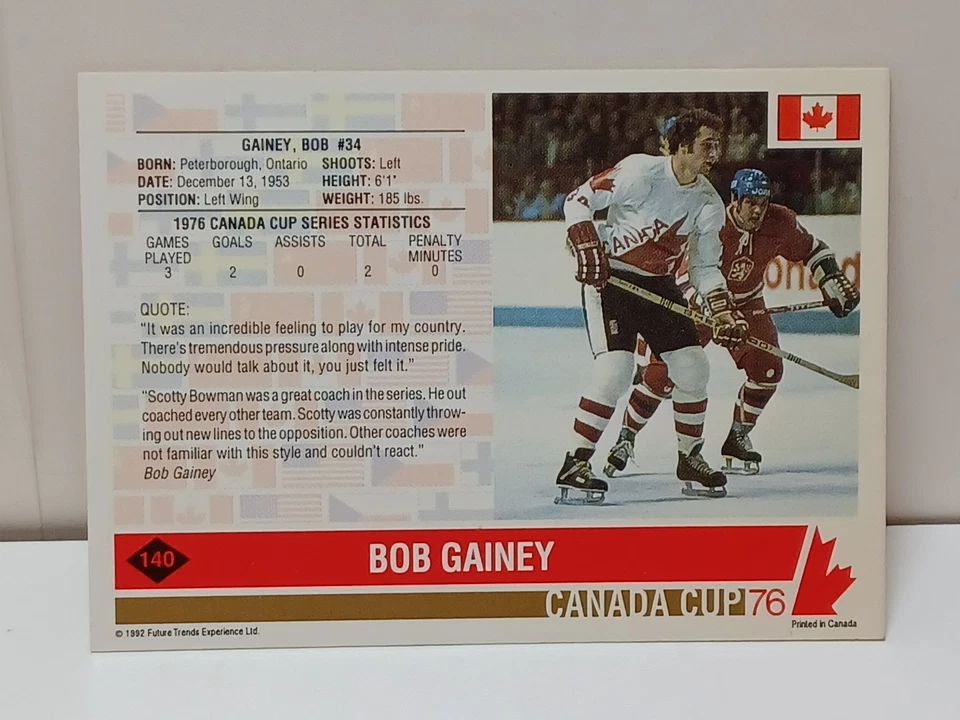 GAINEY, BOB #34
BORN: Peterborough, Ontario SHOOTS: Left
DATE: December 13, 1953 HEIGHT: 6'1"
POSITION: Left Wing WEIGHT: 185 lbs.
1976 CANADA CUP SERIES STATISTICS
GAMES PLAYED GOALS ASSISTS TOTAL PENALTY MINUTES
3 2 0 2 0
QUOTE:
"It was an incredible feeling to play for my country.
There's tremendous pressure along with intense pride.
Nobody would talk about it, you just felt it."
"Scotty Bowman was a great coach in the series. He out
coached every other team. Scotty was constantly throw-
ing out new lines to the opposition. Other coaches were
not familiar with this style and couldn't react."
Bob Gainey
CANADA
140
BOB GAINEY
CANADA CUP 76
© 1992 Future Trends Experience Ltd.
Printed in Canada